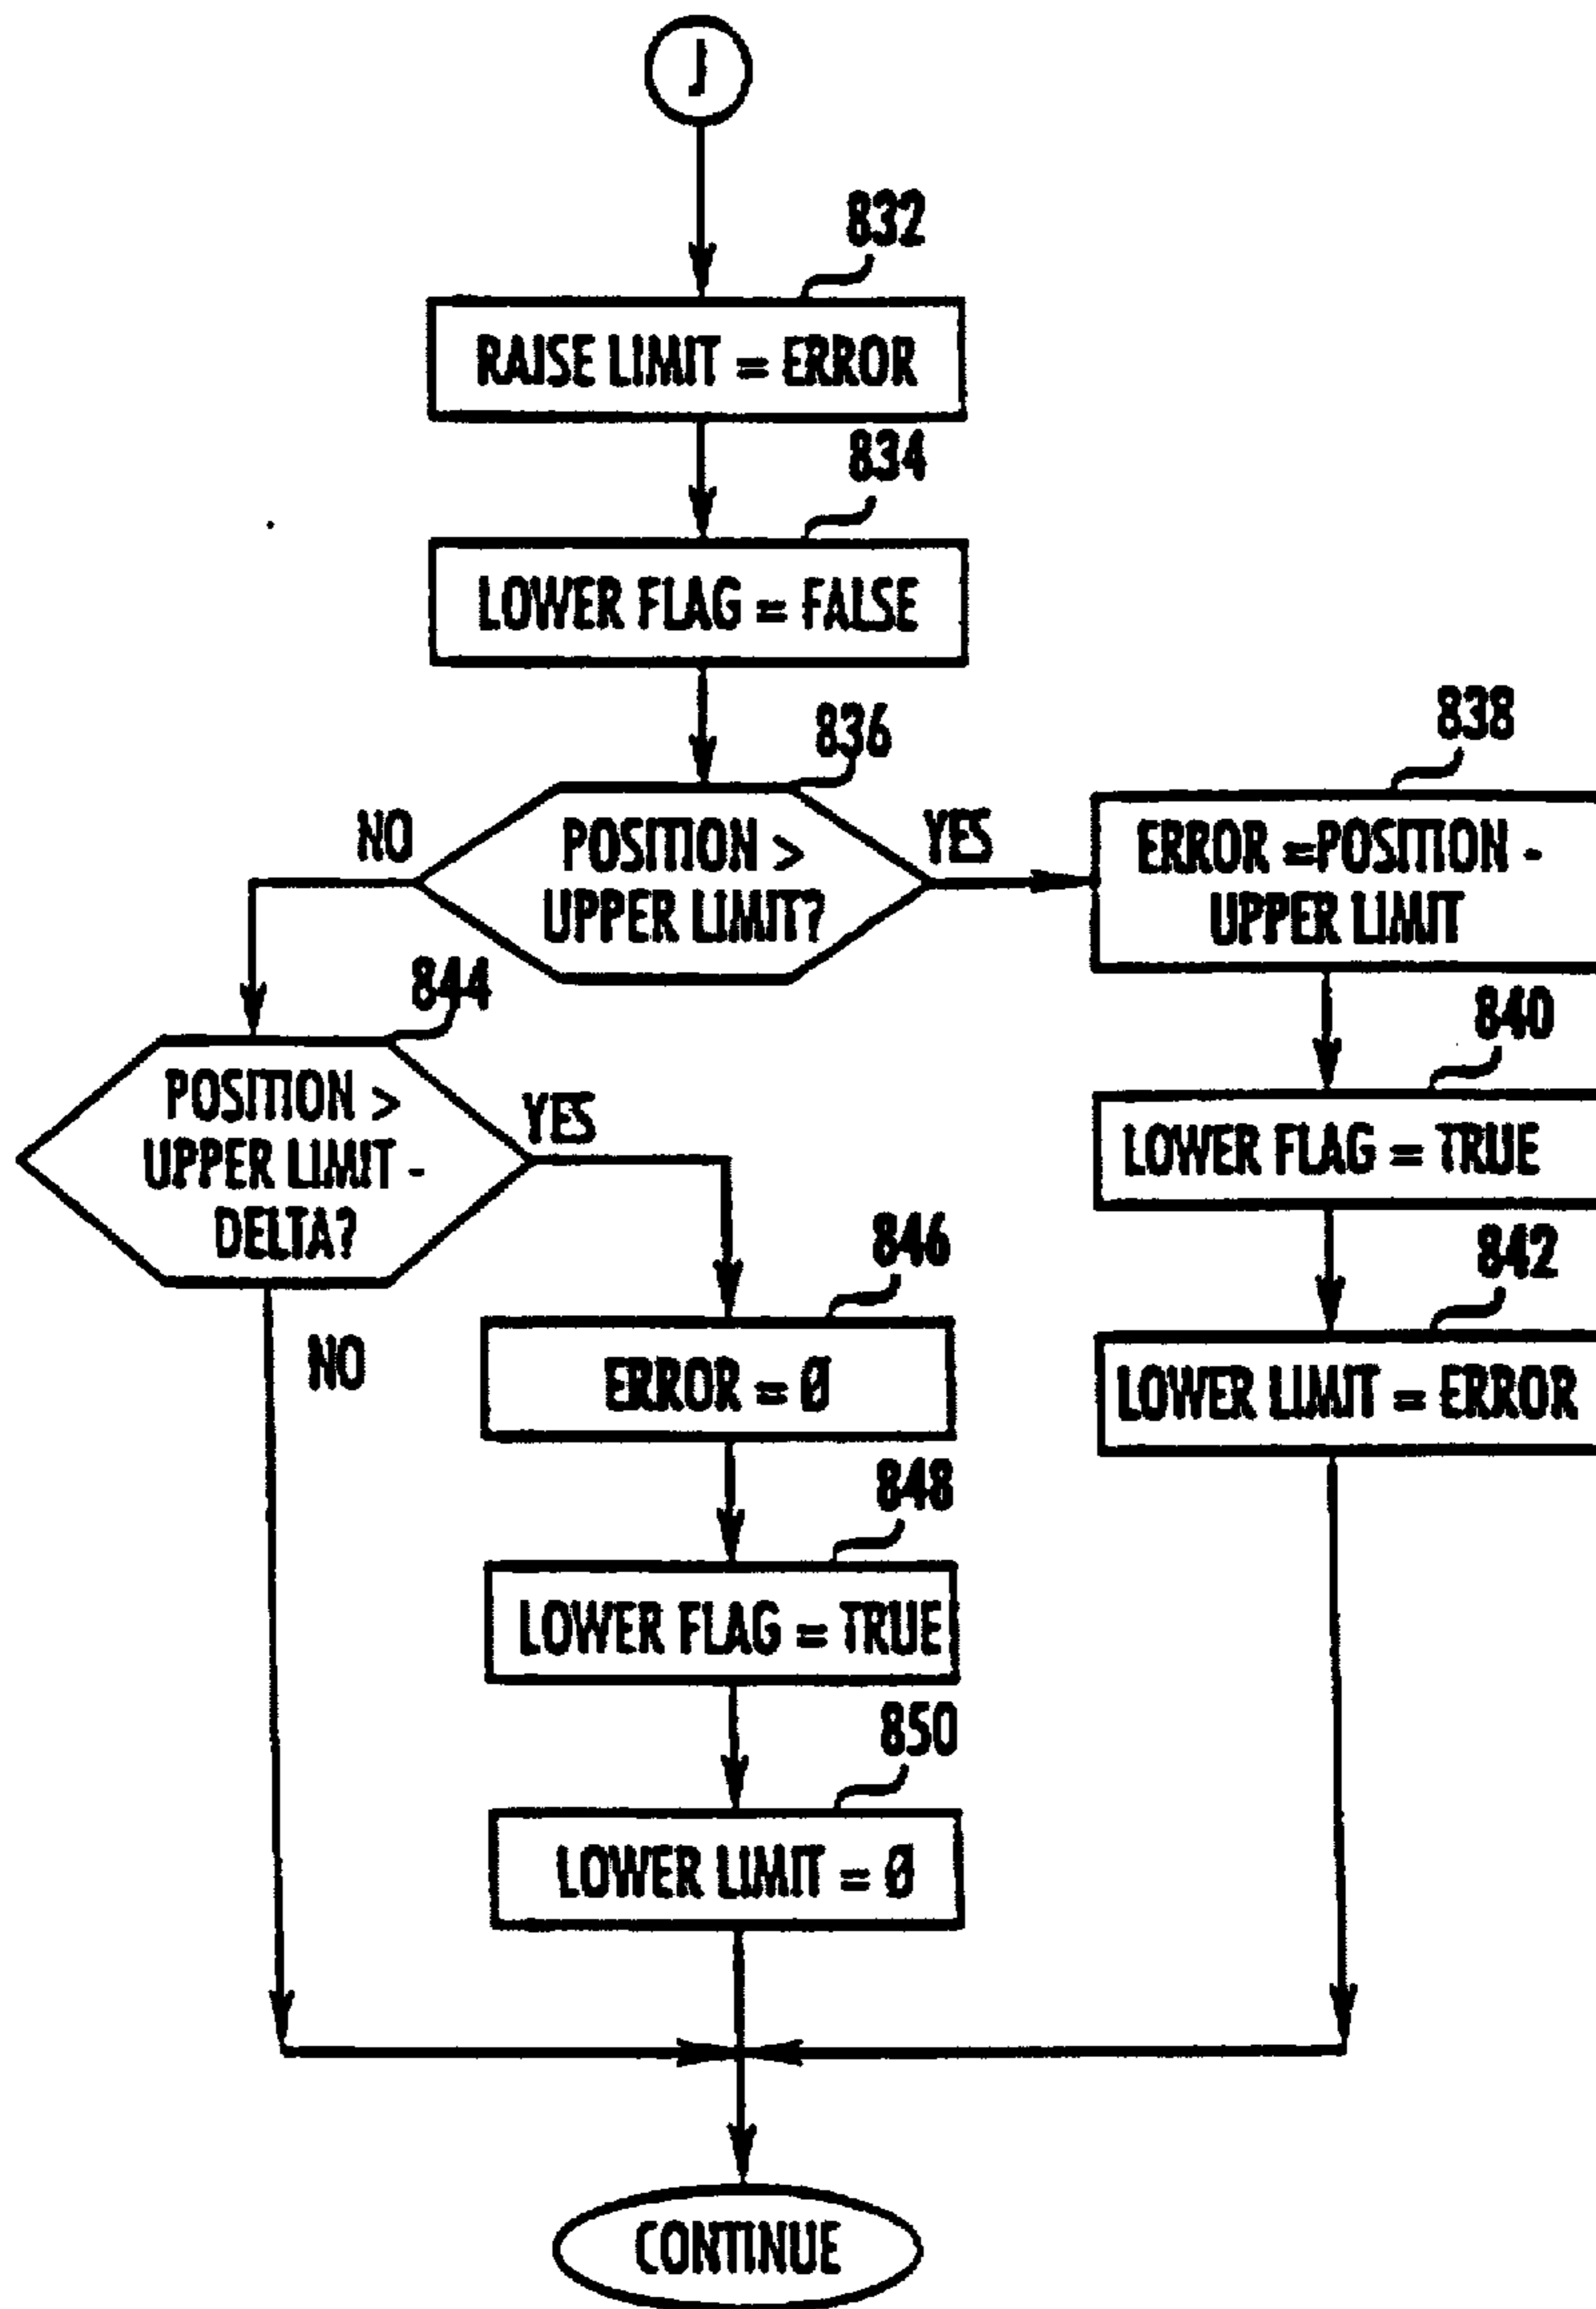 J
832
RAISE LIMIT = ERROR
834
LOWER FLAG = FALSE
836
838
NO
POSITION >
UPPER LIMIT?
YES
ERROR =POSITION -
UPPER LIMIT
844
840
POSITION >
UPPER LIMIT -
DELTA?
YES
LOWER FLAG = TRUE
846
842
NO
ERROR = Ø
LOWER LIMIT = ERROR
848
LOWER FLAG = TRUE
850
LOWER LIMIT = Ø
CONTINUE